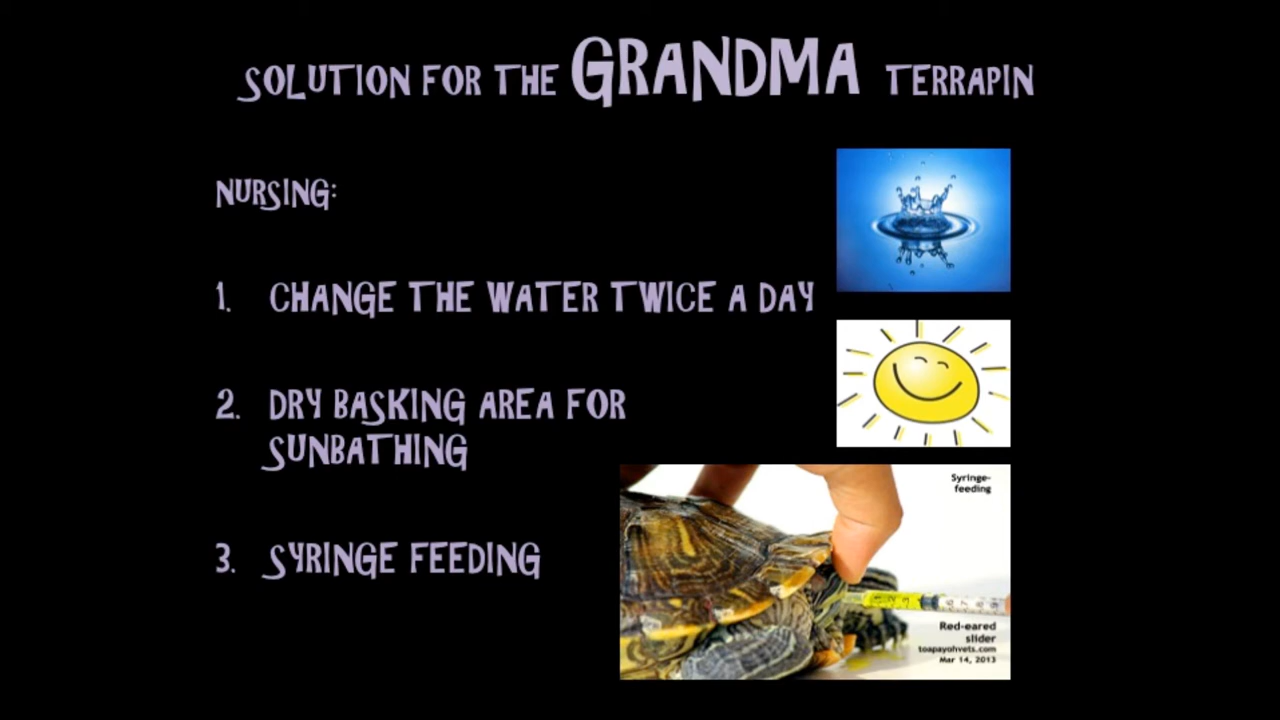 SOLUTION FOR THE GRANDMA TERRAPIN
NURSING:
1. CHANGE THE WATER TWICE A DAY
2. DRY BASKING AREA FOR
SUNBATHING
3. SYRINGE FEEDING
Syringe-
feeding
Red-eared
slider
toapayohvets.com
Mar 14, 2013